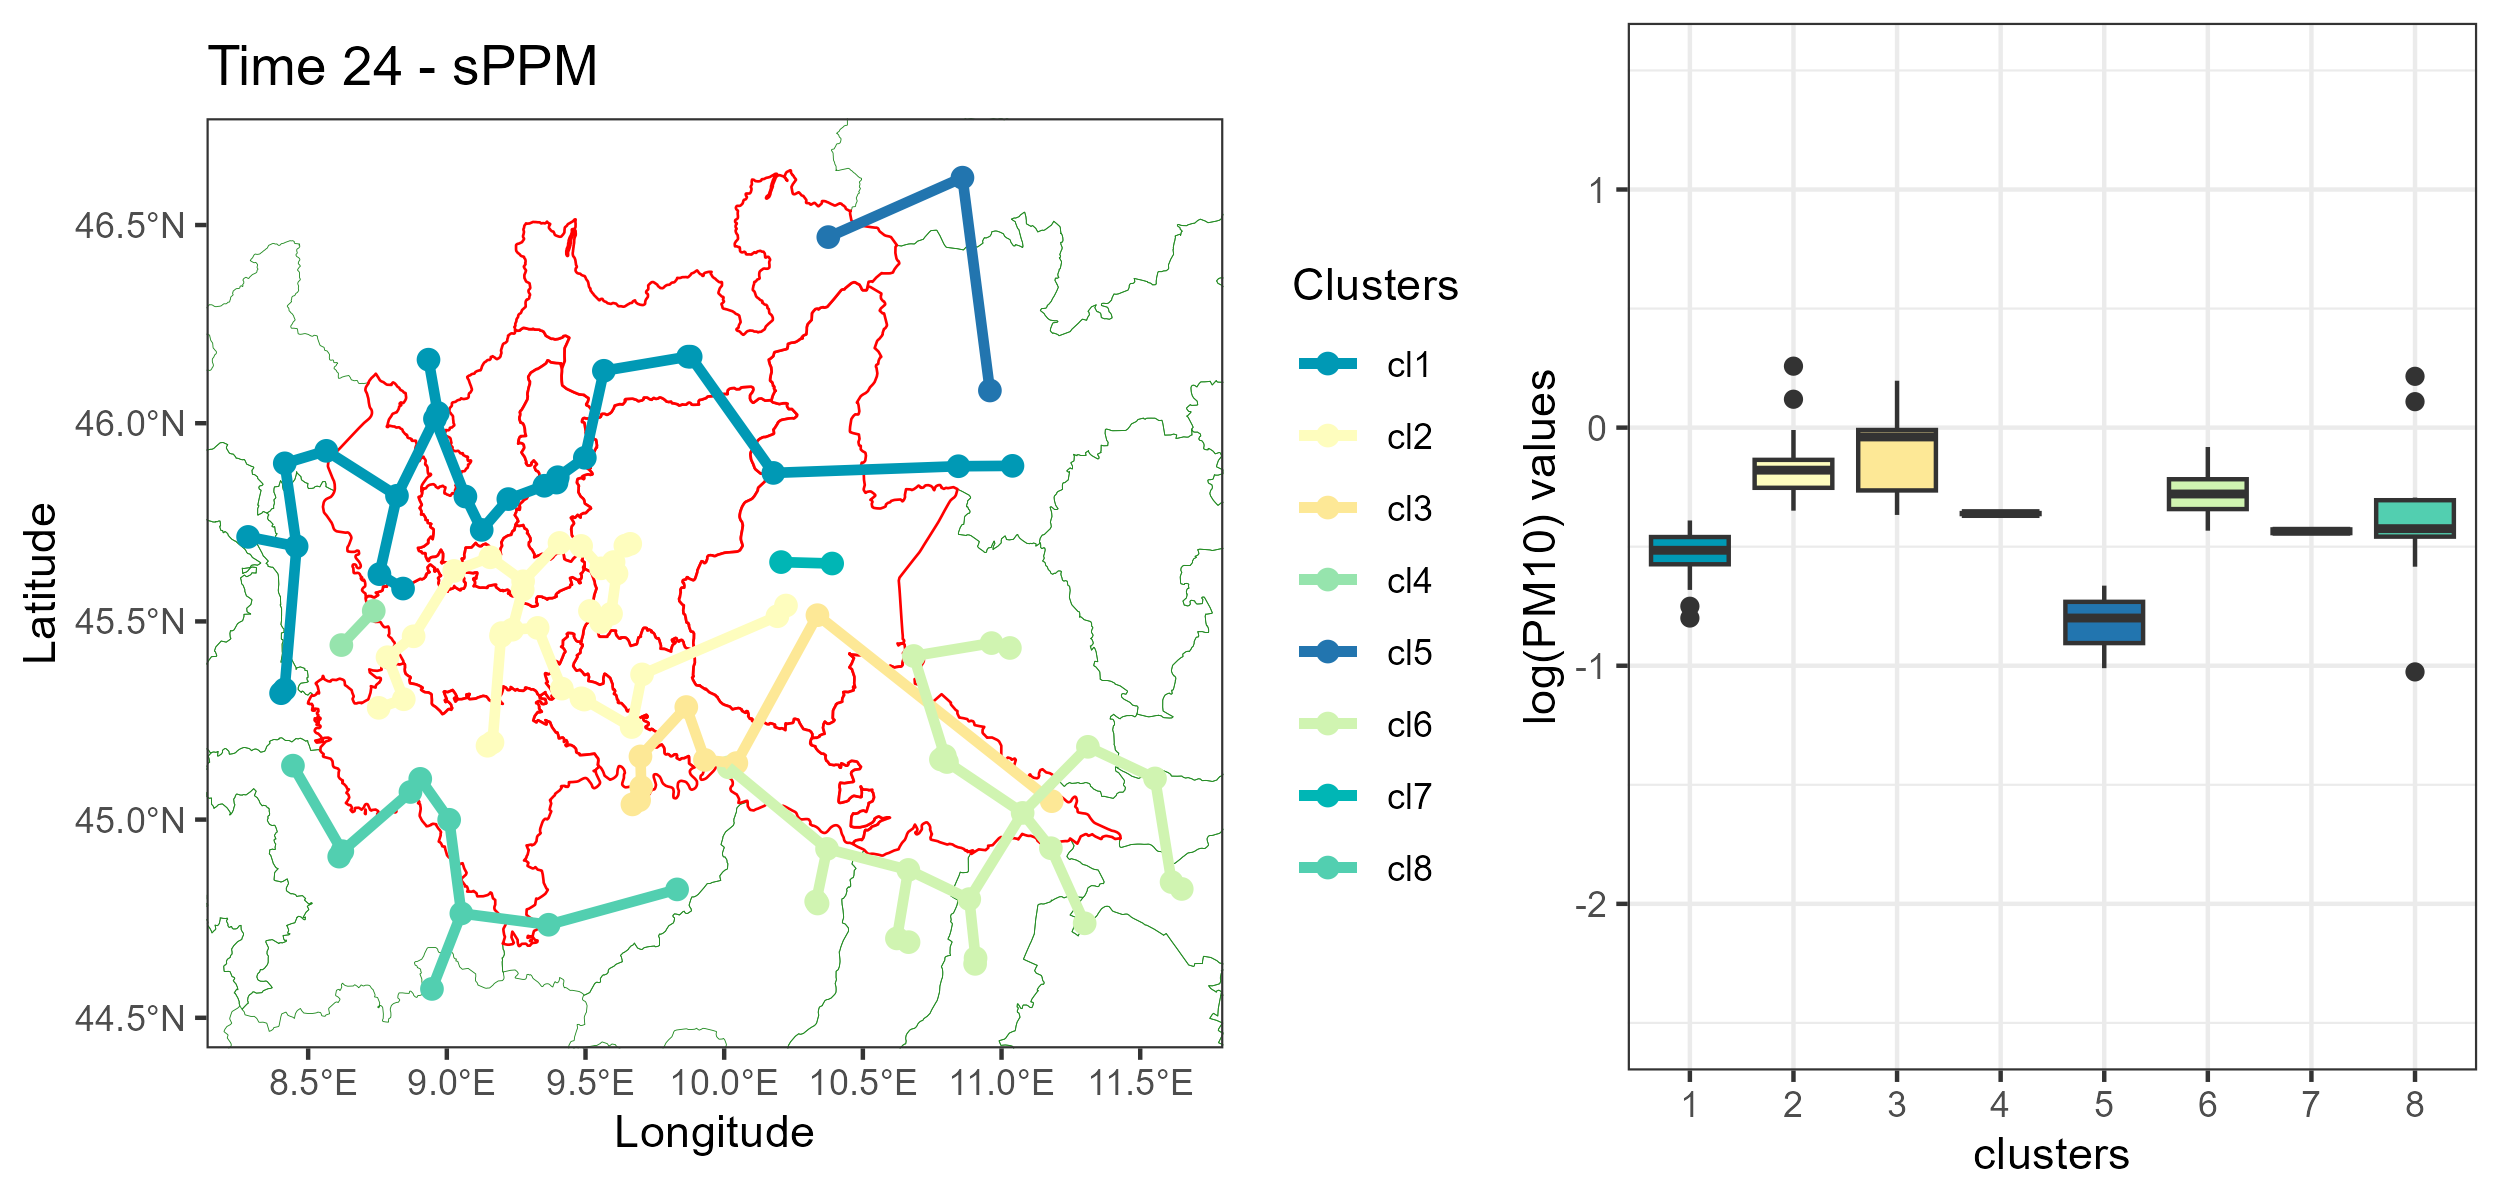 Time 24 - sPPM
46.5°N
46.0°N
45.5°N
45.0°N
44.5°N
Latitude
8.5°E 9.0°E 9.5°E 10.0°E 10.5°E 11.0°E 11.5°E
Longitude
Clusters
cl1
cl2
cl3
cl4
cl5
cl6
cl7
cl8
log(PM10) values
1
0
-1
-2
1 2 3 4 5 6 7 8
clusters